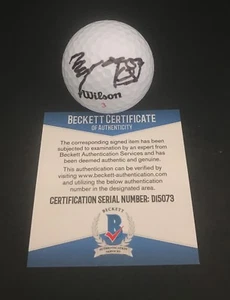 Wilson
3
BECKETT CERTIFICATE
OF AUTHENTICITY
The corresponding signed item has been
subjected to examination by an expert from
Beckett Authentication Services and has
been deemed authentic and genuine.
This authentication can be verified by
visiting www.beckett-authentication.com
and utilizing the below certification
number in the designated area.
CERTIFICATION SERIAL NUMBER: D15073
BECKETT
B